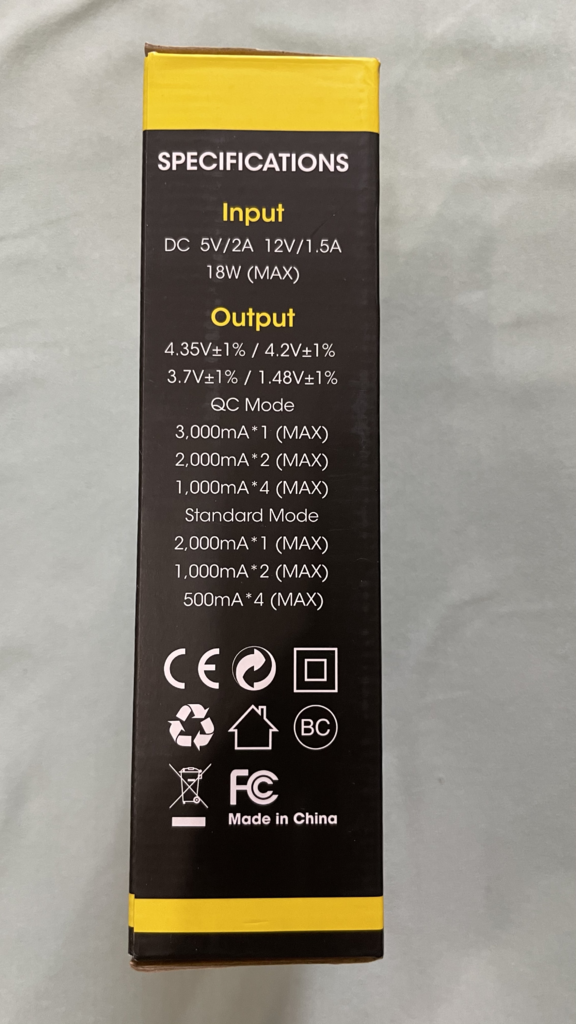 SPECIFICATIONS
Input
DC 5V/2A 12V/1.5A
18W (MAX)
Output
4.35V±1% / 4.2V±1%
3.7V±1% / 1.48V±1%
QC Mode
3,000mA*1 (MAX)
2,000mA*2 (MAX)
1,000mA*4 (MAX)
Standard Mode
2,000mA*1 (MAX)
1,000mA*2 (MAX)
500mA*4 (MAX)
CE
BC
FC
Made in China